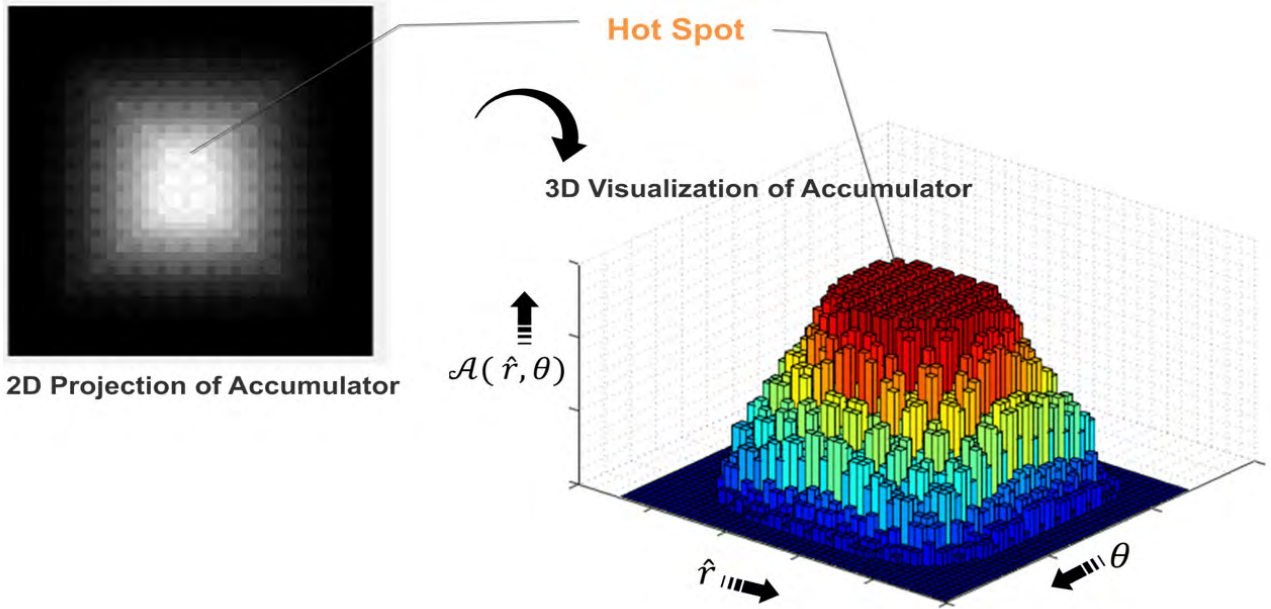 Hot Spot
3D Visualization of Accumulator
𝒜( r̂, θ)
2D Projection of Accumulator
r̂
θ